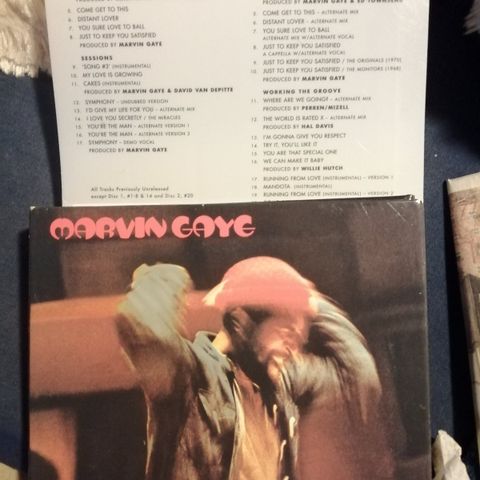 PRODUCED BY MARVIN GAYE
5. COME GET TO THIS
6. DISTANT LOVER
7. YOU SURE LOVE TO BALL
8. JUST TO KEEP YOU SATISFIED
PRODUCED BY MARVIN GAYE
SESSIONS
9. "SONG #3" (INSTRUMENTAL)
10. MY LOVE IS GROWING
11. CAKES (INSTRUMENTAL)
PRODUCED BY MARVIN GAYE & DAVID VAN DEPITTE
12. SYMPHONY - UNDUBBED VERSION
13. I'D GIVE MY LIFE FOR YOU - ALTERNATE MIX
14. I LOVE YOU SECRETLY / THE MIRACLES
15. YOU'RE THE MAN - ALTERNATE VERSION 1
16. YOU'RE THE MAN - ALTERNATE VERSION 2
17. SYMPHONY - DEMO VOCAL
PRODUCED BY MARVIN GAYE
All Tracks Previously Unreleased
except Disc 1, #1-8 & 14 and Disc 2, #20
PRODUCED BY MARVIN GAYE & ED TOWNSEND
5. COME GET TO THIS - ALTERNATE MIX
6. DISTANT LOVER - ALTERNATE MIX
7. YOU SURE LOVE TO BALL
ALTERNATE MIX W/ALTERNATE VOCAL
8. JUST TO KEEP YOU SATISFIED
A CAPPELLA W/ALTERNATE VOCAL
9. JUST TO KEEP YOU SATISFIED / THE ORIGINALS (1970)
10. JUST TO KEEP YOU SATISFIED / THE MONITORS (1968)
PRODUCED BY MARVIN GAYE
WORKING THE GROOVE
11. WHERE ARE WE GOING? - ALTERNATE MIX
PRODUCED BY PERREN/MIZELL
12. THE WORLD IS RATED X - ALTERNATE MIX
PRODUCED BY HAL DAVIS
13. I'M GONNA GIVE YOU RESPECT
14. TRY IT, YOU'LL LIKE IT
15. YOU ARE THAT SPECIAL ONE
16. WE CAN MAKE IT BABY
PRODUCED BY WILLIE HUTCH
17. RUNNING FROM LOVE (INSTRUMENTAL) - VERSION 1
18. MANDOTA (INSTRUMENTAL)
19. RUNNING FROM LOVE (INSTRUMENTAL) - VERSION 2
MARVIN GAYE